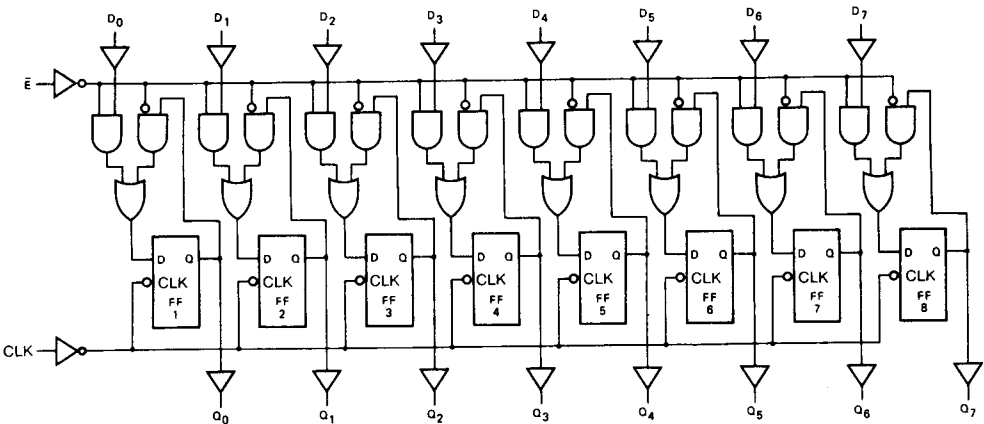 D0 D1 D2 D3 D4 D5 D6 D7
Ē
D Q D Q D Q D Q D Q D Q D Q D Q
CLK CLK CLK CLK CLK CLK CLK CLK
FF FF FF FF FF FF FF FF
1 2 3 4 5 6 7 8
CLK
Q0 Q1 Q2 Q3 Q4 Q5 Q6 Q7